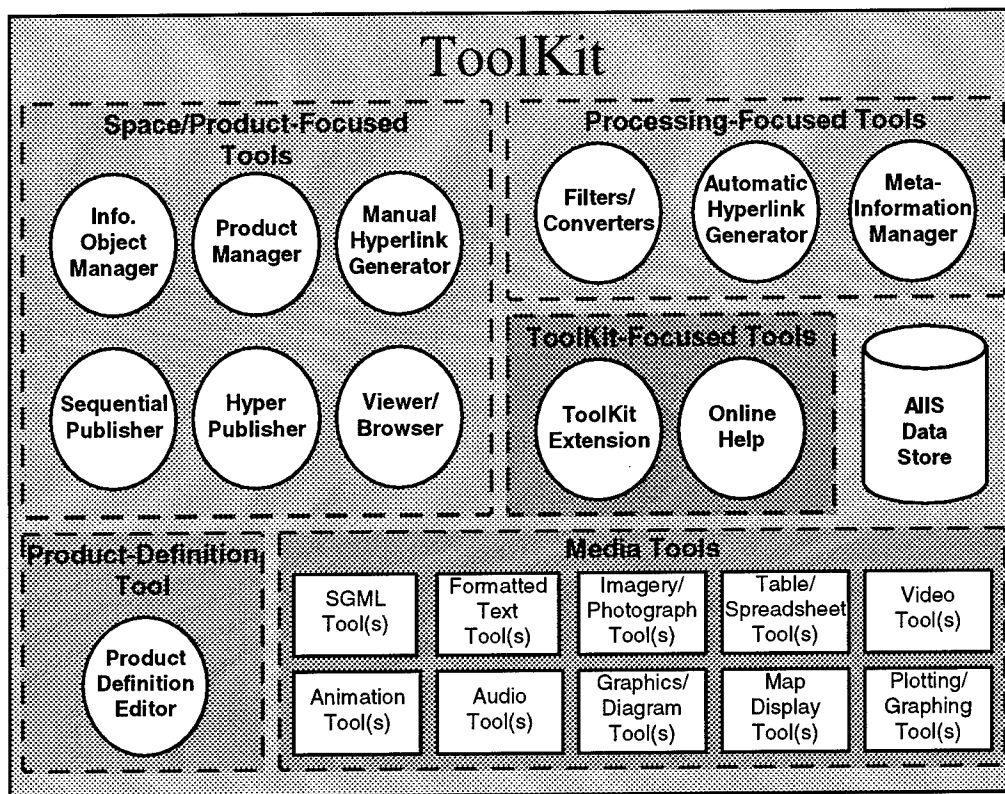 ToolKit
Space/Product-Focused
Tools
Info.
Object
Manager
Product
Manager
Manual
Hyperlink
Generator
Sequential
Publisher
Hyper
Publisher
Viewer/
Browser
Processing-Focused Tools
Filters/
Converters
Automatic
Hyperlink
Generator
Meta-
Information
Manager
ToolKit-Focused Tools
ToolKit
Extension
Online
Help
AIIS
Data
Store
Product-Definition
Tool
Product
Definition
Editor
Media Tools
SGML
Tool(s)
Formatted
Text
Tool(s)
Imagery/
Photograph
Tool(s)
Table/
Spreadsheet
Tool(s)
Video
Tool(s)
Animation
Tool(s)
Audio
Tool(s)
Graphics/
Diagram
Tool(s)
Map
Display
Tool(s)
Plotting/
Graphing
Tool(s)